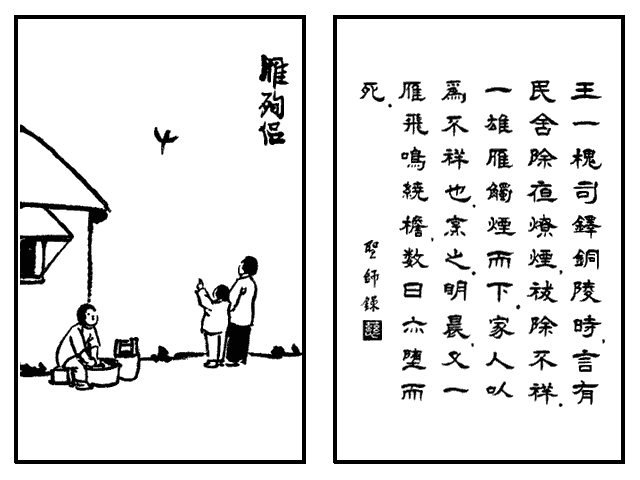 雁殉侶
王一槐司鐸銅陵時,言有
民舍除夜燎煙,祓除不祥.
一雄雁觸煙而下.家人以
爲不祥也.烹之.明晨,又一
雁飛鳴繞檐,数日亦墮而
死.
聖師錄